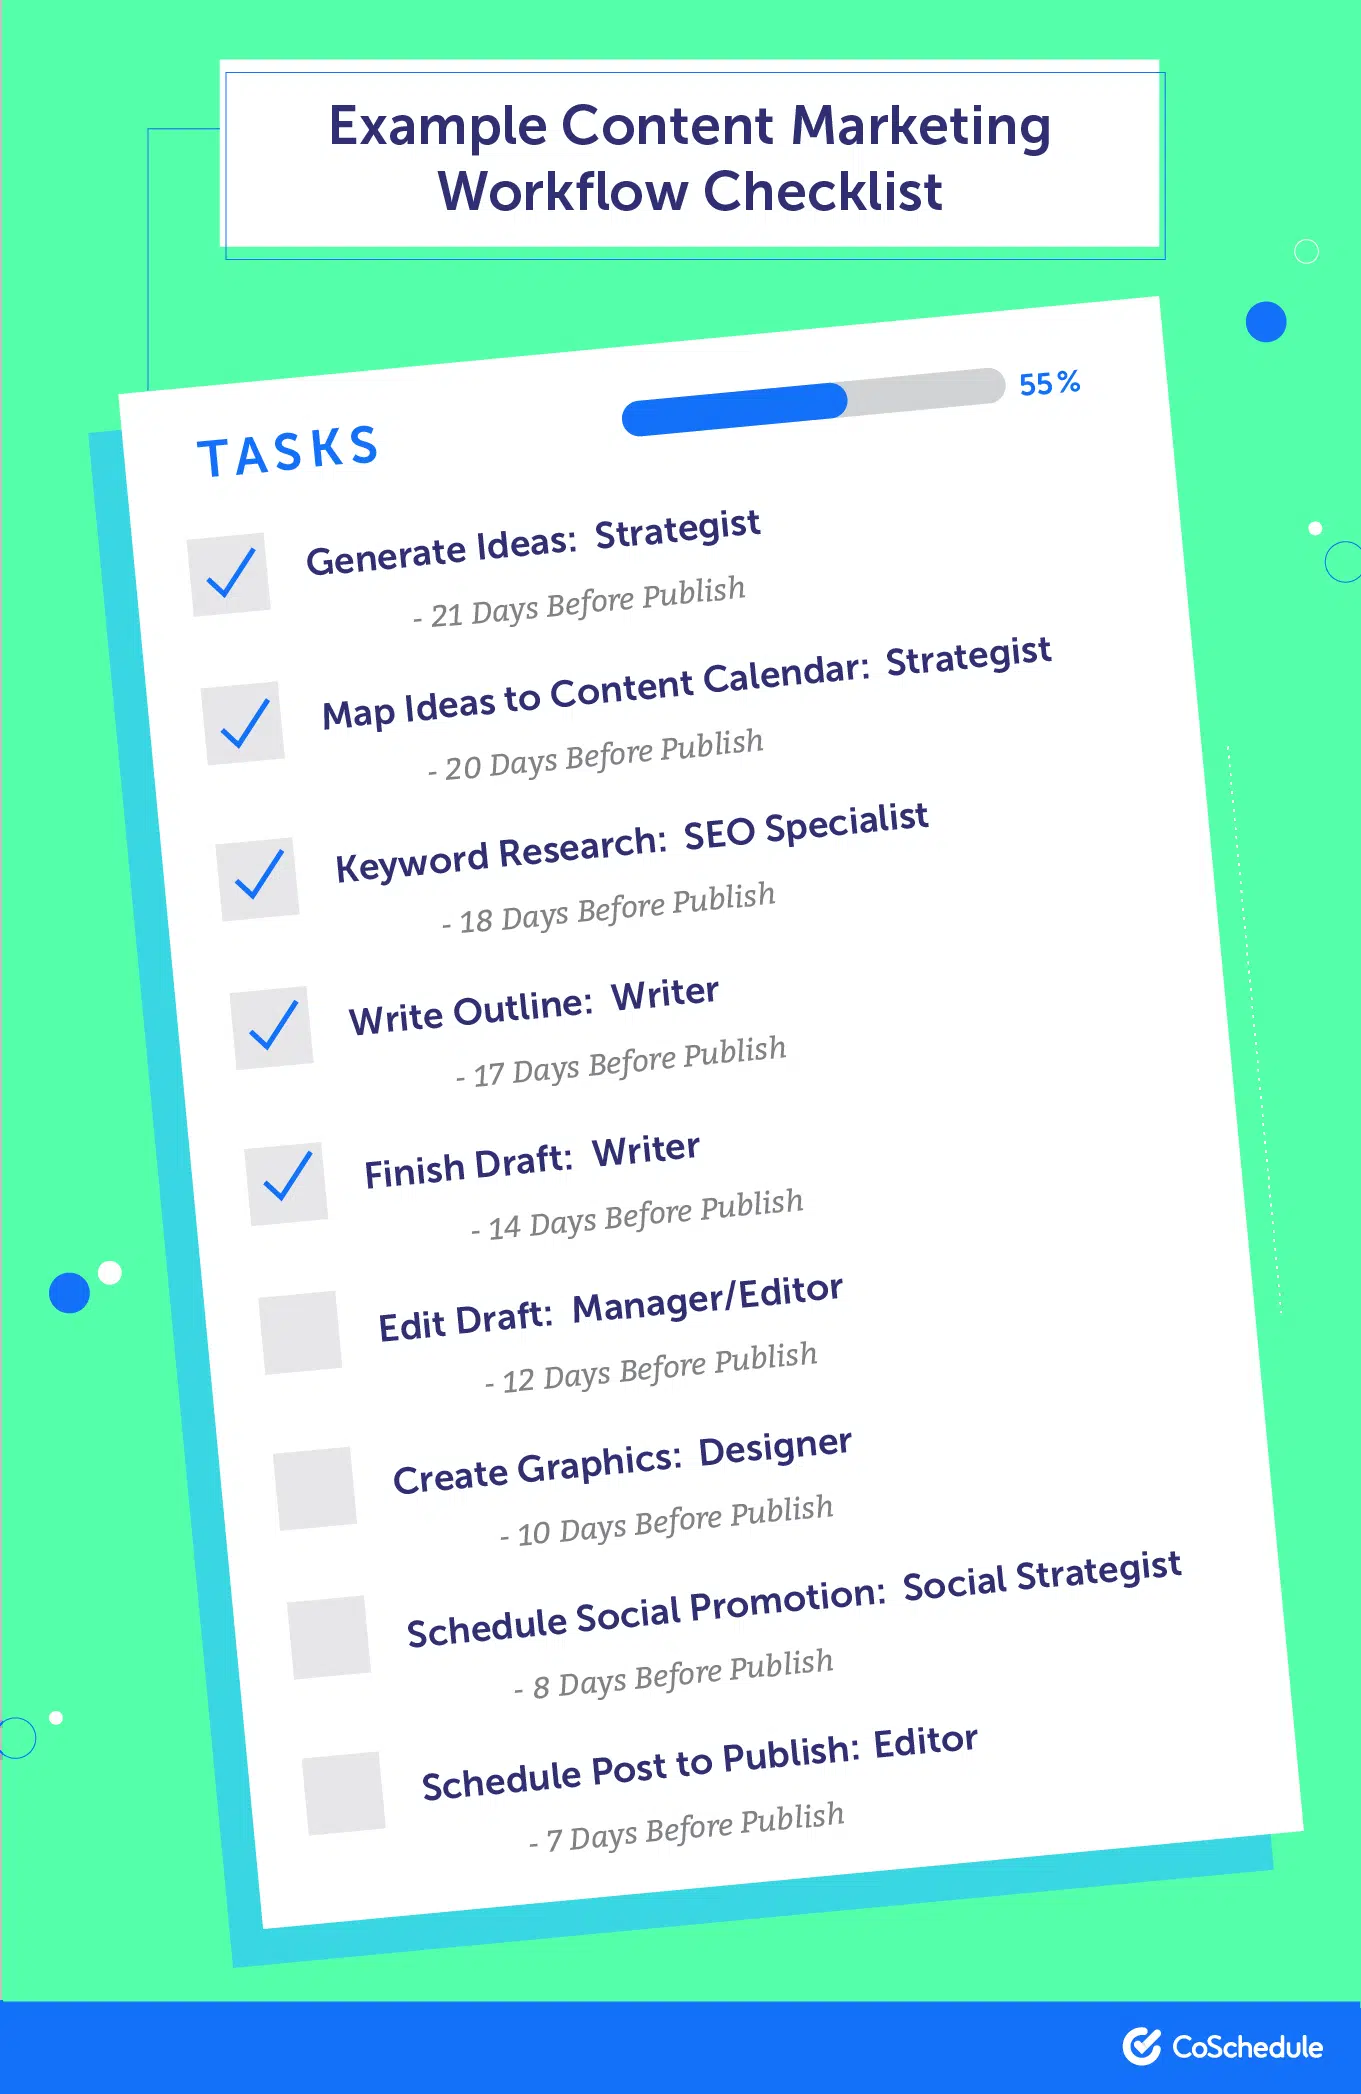 Example Content Marketing
Workflow Checklist
55%
TASKS
Generate Ideas: Strategist
- 21 Days Before Publish
Map Ideas to Content Calendar: Strategist
- 20 Days Before Publish
Keyword Research: SEO Specialist
- 18 Days Before Publish
Write Outline: Writer
- 17 Days Before Publish
Finish Draft: Writer
- 14 Days Before Publish
Edit Draft: Manager/Editor
- 12 Days Before Publish
Create Graphics: Designer
- 10 Days Before Publish
Schedule Social Promotion: Social Strategist
- 8 Days Before Publish
Schedule Post to Publish: Editor
- 7 Days Before Publish
CoSchedule